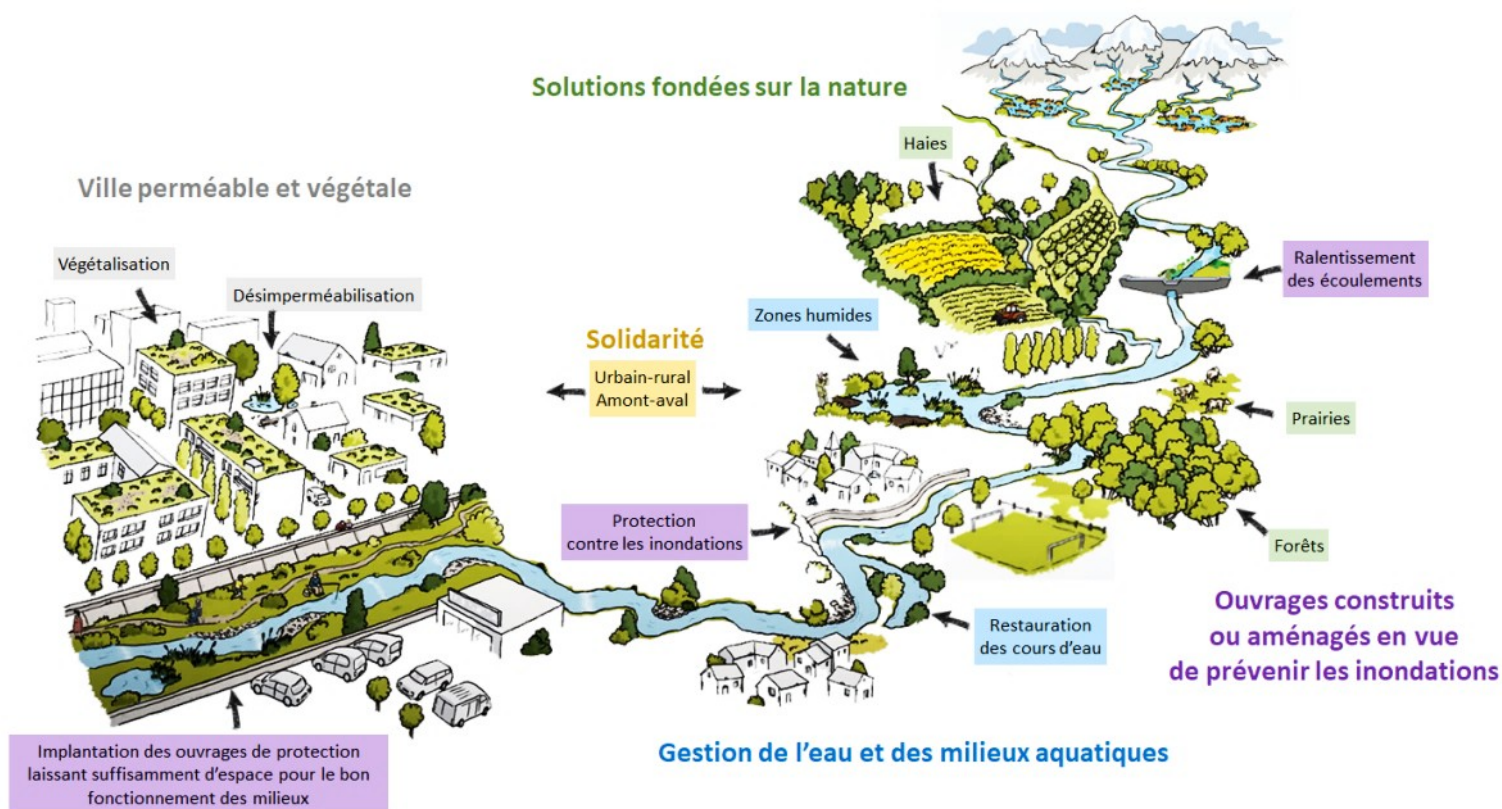 Solutions fondées sur la nature
Haies
Ville perméable et végétale
Végétalisation
Désimperméabilisation
Ralentissement
des écoulements
Zones humides
Solidarité
Urbain-rural
Amont-aval
Prairies
Protection
contre les inondations
Forêts
Restauration
des cours d'eau
Ouvrages construits
ou aménagés en vue
de prévenir les inondations
Gestion de l'eau et des milieux aquatiques
Implantation des ouvrages de protection
laissant suffisamment d'espace pour le bon
fonctionnement des milieux